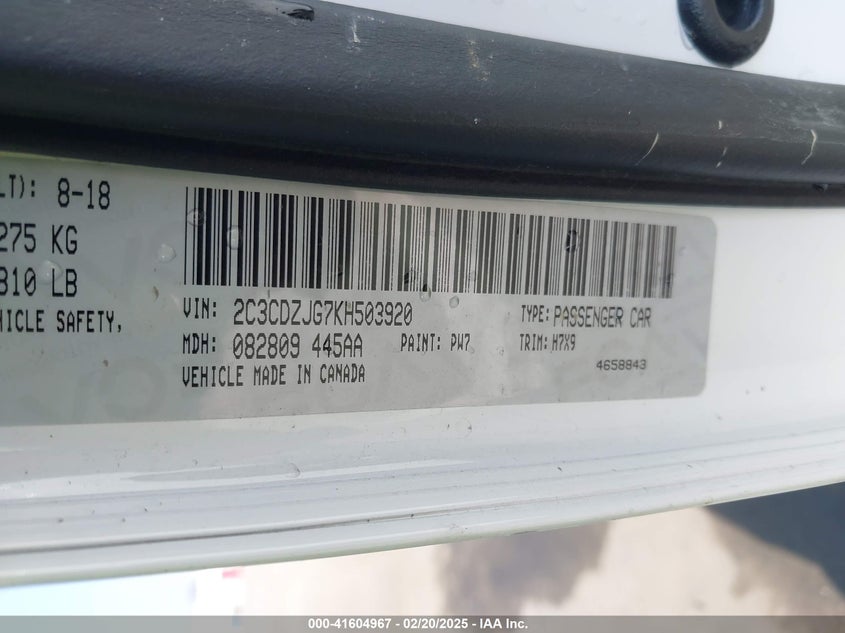 LT): 8-18
275 KG
810 LB
HICLE SAFETY,
VIN: 2C3CDZJG7KH503920
TYPE: PASSENGER CAR
MDH: 082809 445AA
PAINT: PW7
TRIM: H7X9
VEHICLE MADE IN CANADA
4658843
000-41604967 - 02/20/2025 - IAA Inc.